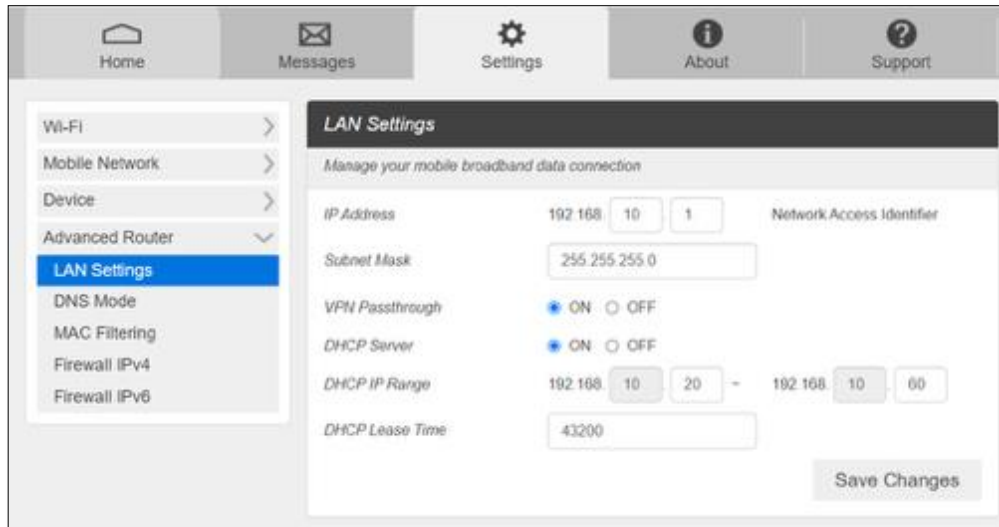 Home Messages Settings About Support
Wi-Fi
Mobile Network
Device
Advanced Router
LAN Settings
DNS Mode
MAC Filtering
Firewall IPv4
Firewall IPv6
LAN Settings
Manage your mobile broadband data connection
IP Address 192.168. 10 . 1 Network Access Identifier
Subnet Mask 255.255.255.0
VPN Passthrough ON OFF
DHCP Server ON OFF
DHCP IP Range 192.168. 10 . 20 ~ 192.168. 10 . 60
DHCP Lease Time 43200
Save Changes